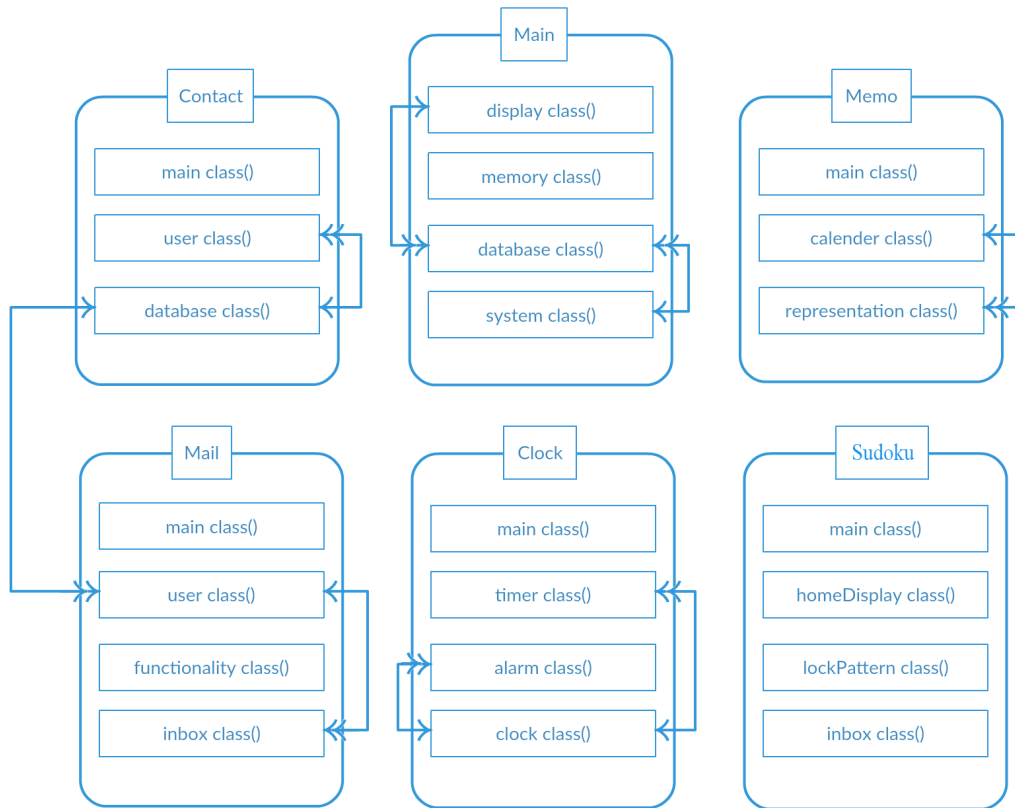 Contact
main class()
user class()
database class()
Main
display class()
memory class()
database class()
system class()
Memo
main class()
calender class()
representation class()
Mail
main class()
user class()
functionality class()
inbox class()
Clock
main class()
timer class()
alarm class()
clock class()
Sudoku
main class()
homeDisplay class()
lockPattern class()
inbox class()